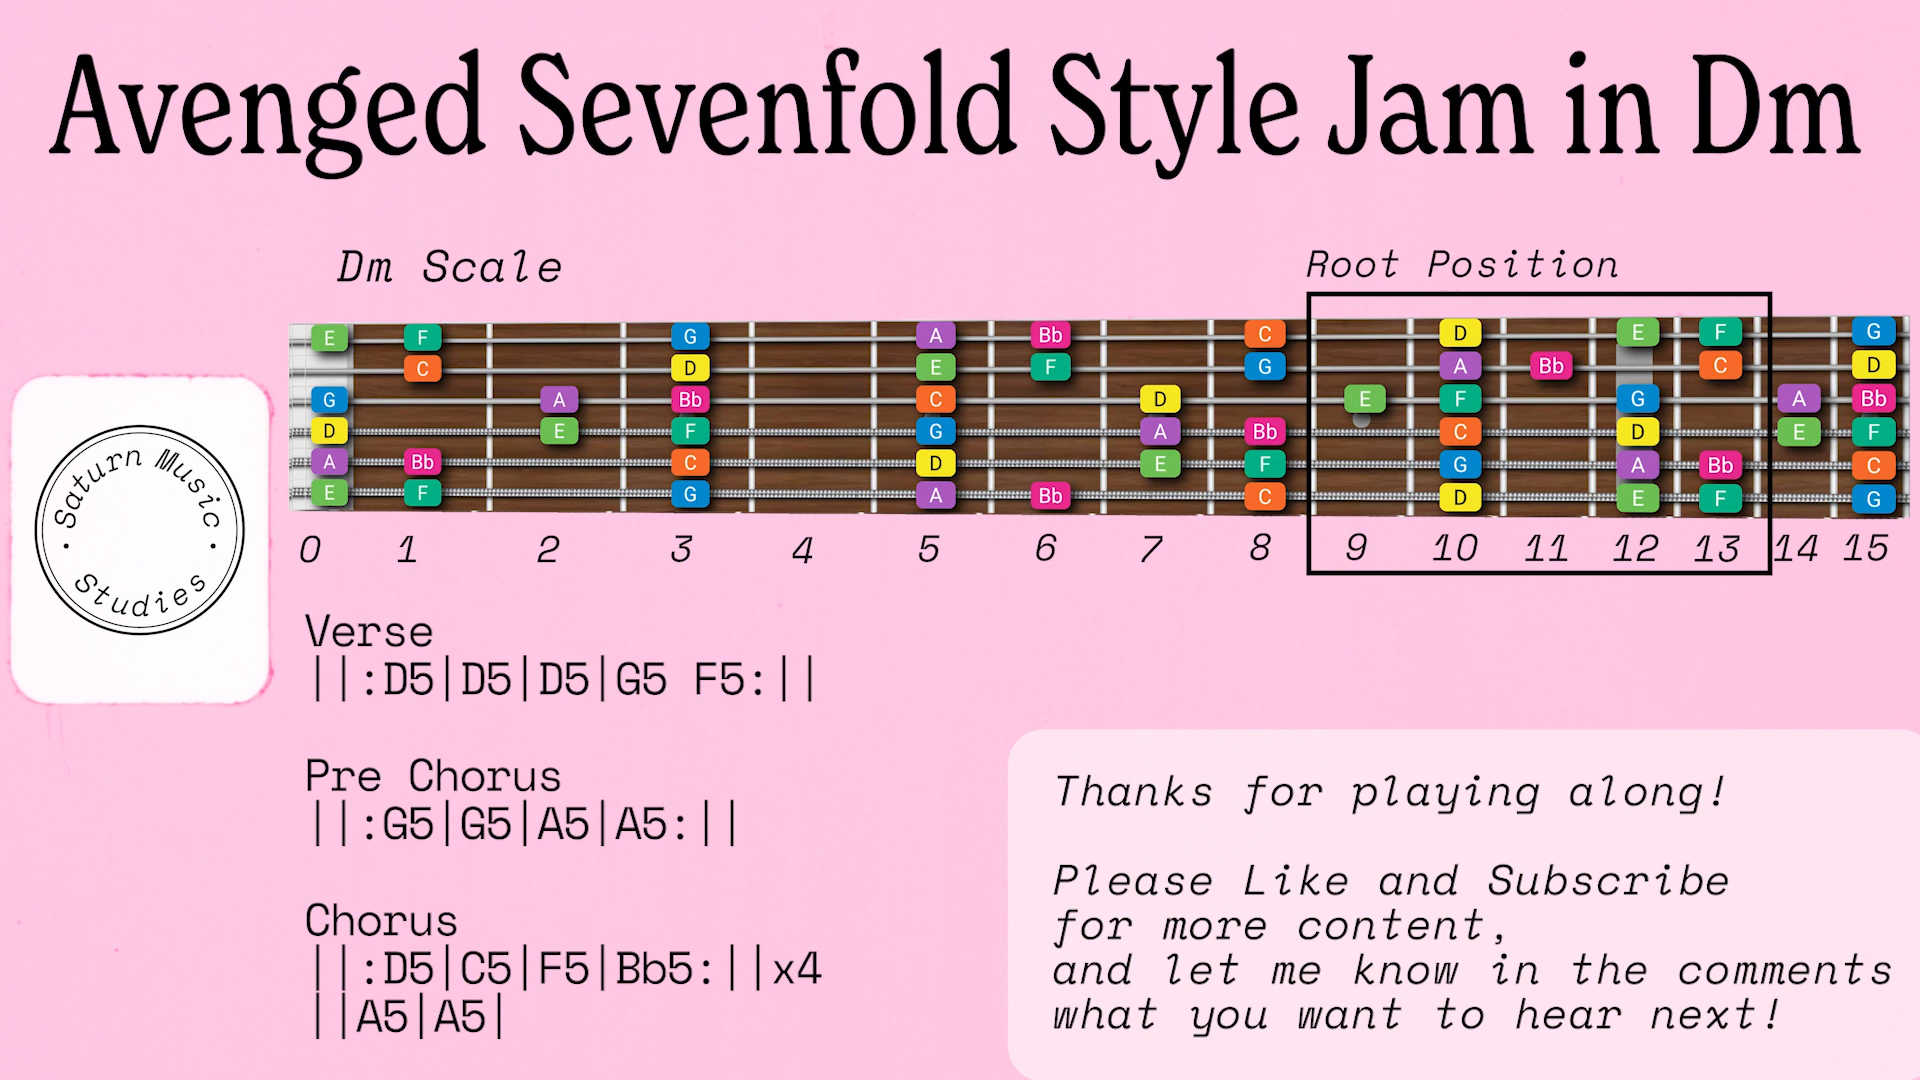 Avenged Sevenfold Style Jam in Dm
Dm Scale
Root Position
E F G A Bb C D E F G
C D E F G A Bb C D
G A Bb C D E F G A Bb
D E F G A Bb C D E F
A Bb C D E F G A Bb C
E F G A Bb C D E F G
0 1 2 3 4 5 6 7 8 9 10 11 12 13 14 15
Saturn Music
Studies
Verse
||:D5|D5|D5|G5 F5:||
Pre Chorus
||:G5|G5|A5|A5:||
Chorus
||:D5|C5|F5|Bb5:||x4
||A5|A5|
Thanks for playing along!
Please Like and Subscribe
for more content,
and let me know in the comments
what you want to hear next!